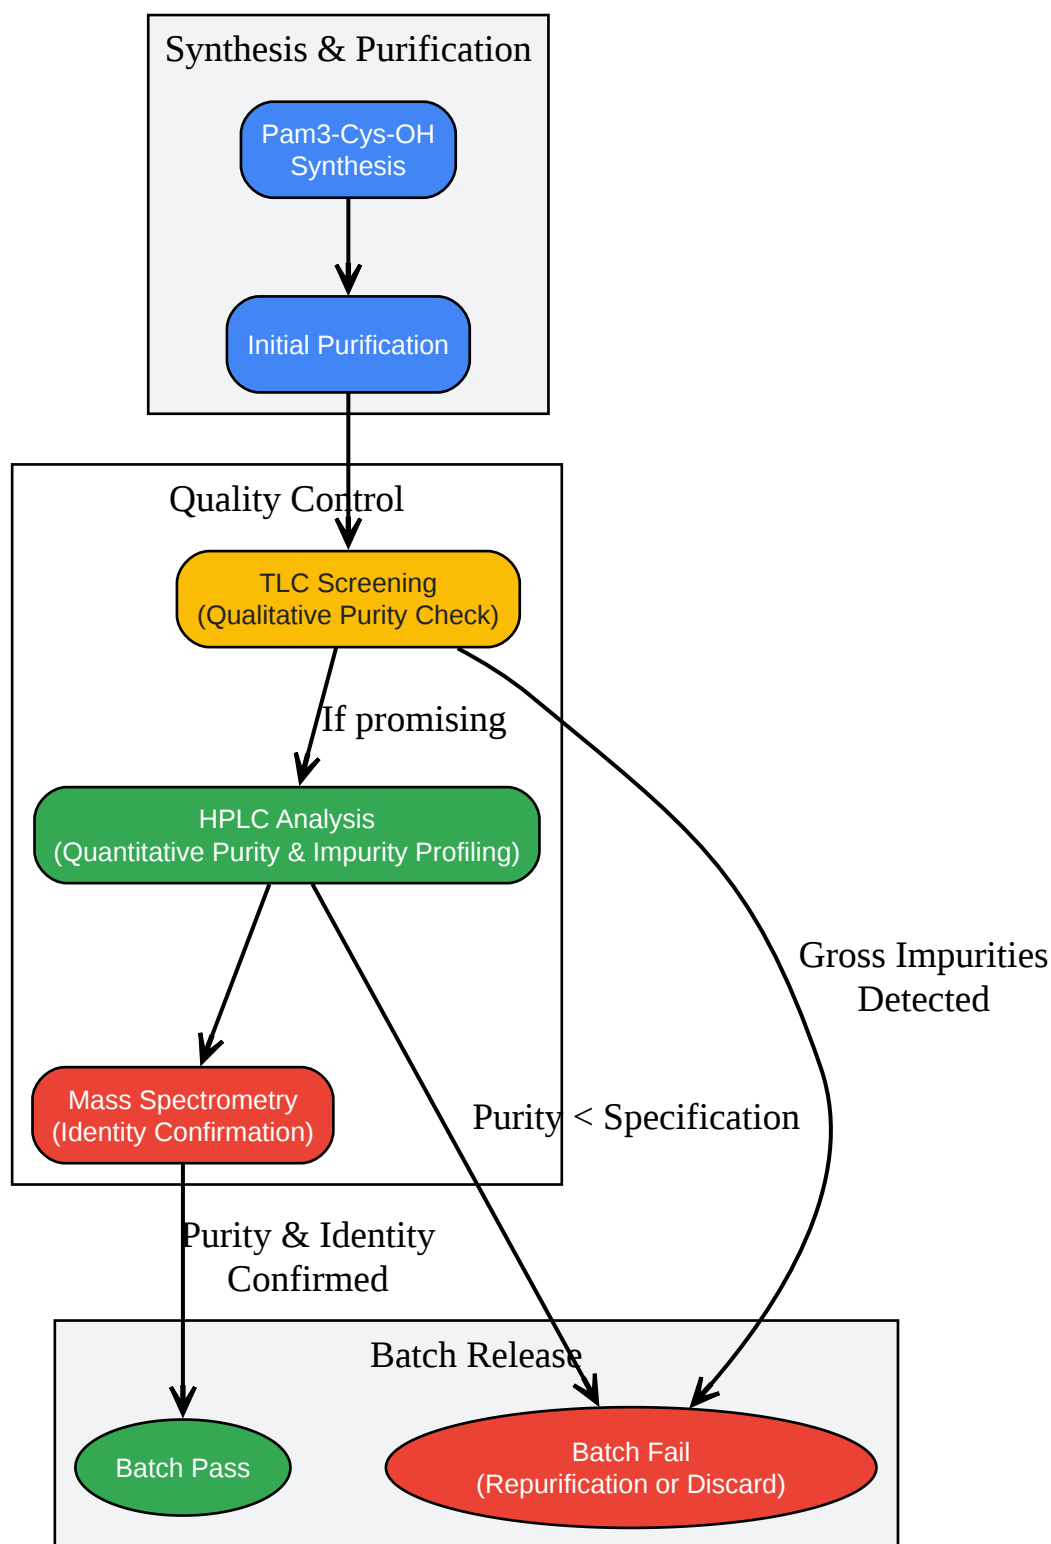 Synthesis & Purification
Pam3-Cys-OH
Synthesis
Initial Purification
Quality Control
TLC Screening
(Qualitative Purity Check)
If promising
HPLC Analysis
(Quantitative Purity & Impurity Profiling)
Gross Impurities
Detected
Mass Spectrometry
(Identity Confirmation)
Purity < Specification
Purity & Identity
Confirmed
Batch Release
Batch Pass
Batch Fail
(Repurification or Discard)